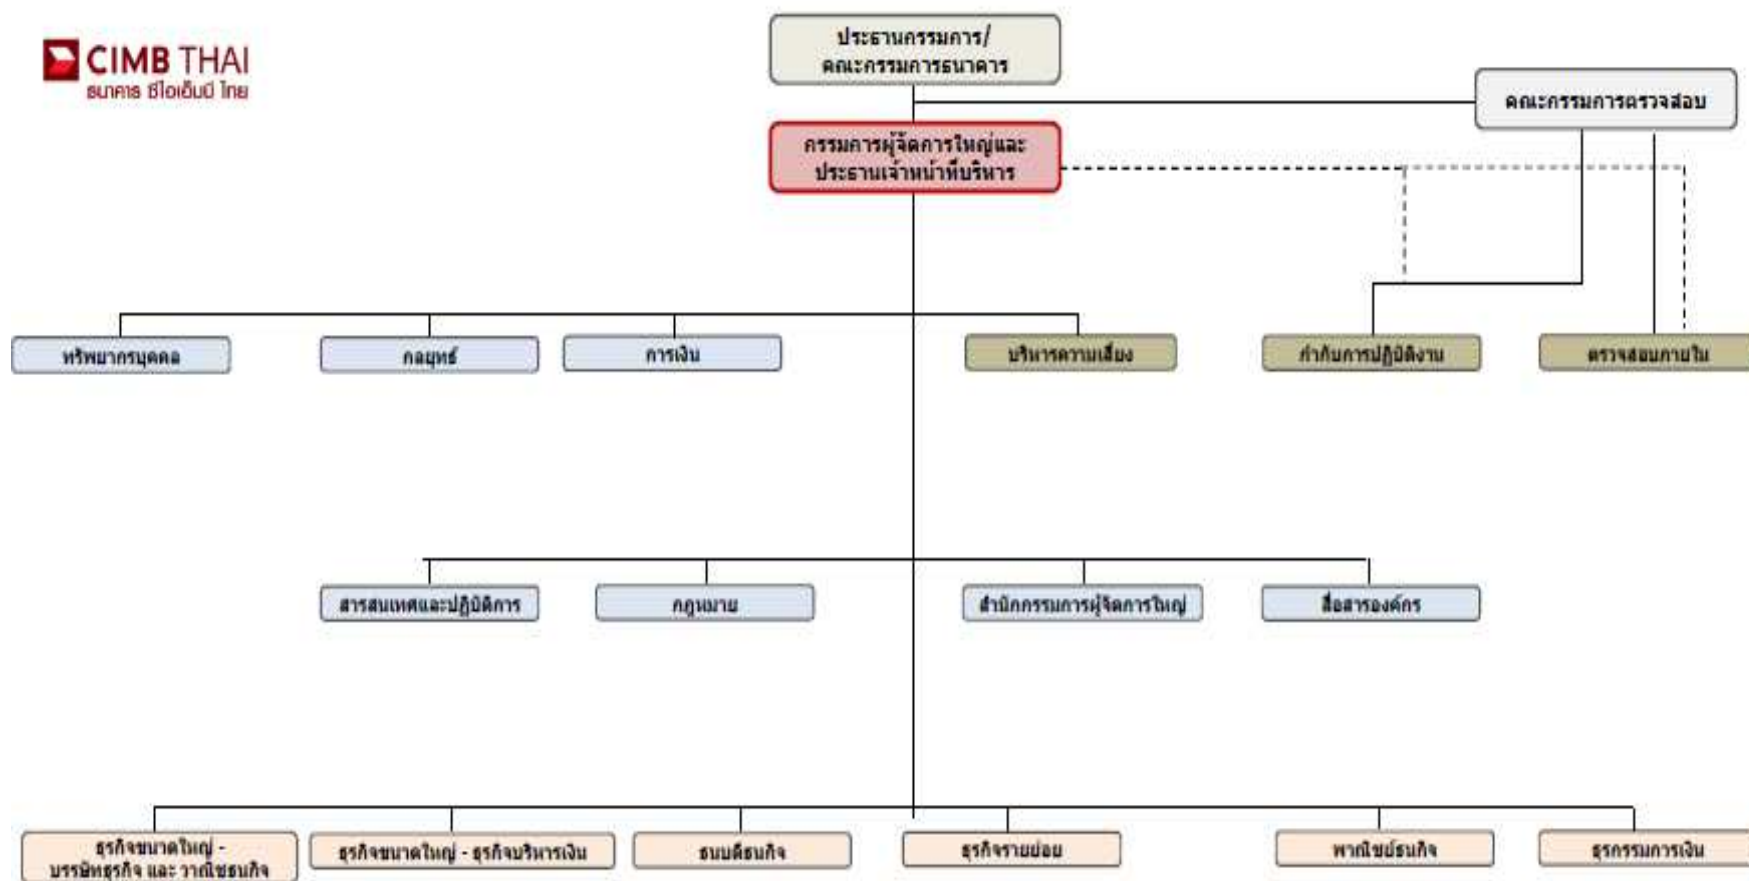 CIMB THAI
ธนาคาร ซีไอเอ็มบี ไทย
ประธานกรรมการ/
คณะกรรมการธนาคาร
คณะกรรมการตรวจสอบ
กรรมการผู้จัดการใหญ่และ
ประธานเจ้าหน้าที่บริหาร
ทรัพยากรบุคคล
กลยุทธ์
การเงิน
บริหารความเสี่ยง
กำกับการปฏิบัติงาน
ตรวจสอบภายใน
สารสนเทศและปฏิบัติการ
กฎหมาย
สำนักกรรมการผู้จัดการใหญ่
สื่อสารองค์กร
ธุรกิจขนาดใหญ่ -
บรรษัทธุรกิจ และ วาณิชธนกิจ
ธุรกิจขนาดใหญ่ - ธุรกิจบริหารเงิน
ธนบดีธนกิจ
ธุรกิจรายย่อย
พาณิชย์ธนกิจ
ธุรกรรมการเงิน